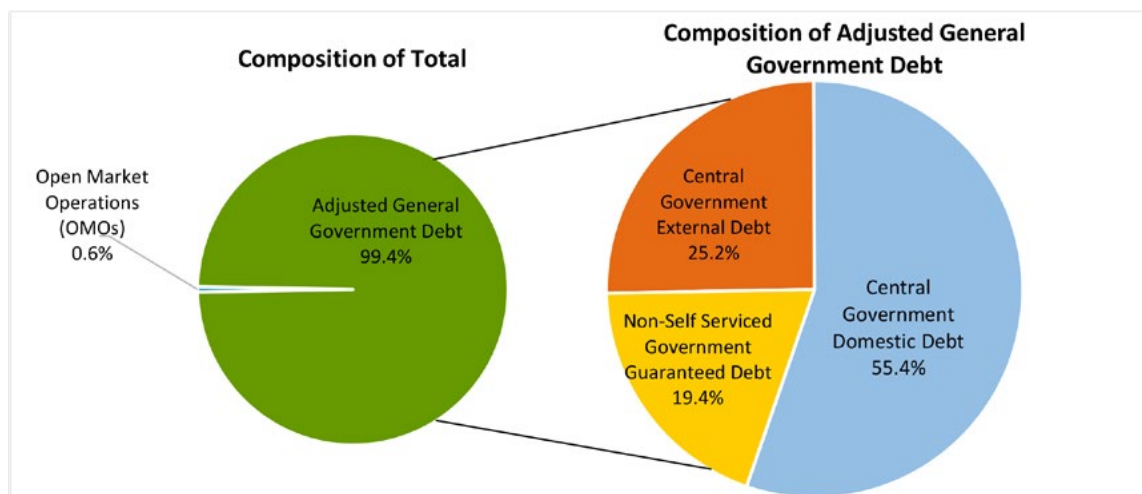 Composition of Total
Open Market
Operations
(OMOs)
0.6%
Adjusted General
Government Debt
99.4%
Composition of Adjusted General
Government Debt
Central
Government
External Debt
25.2%
Non-Self Serviced
Government
Guaranteed Debt
19.4%
Central
Government
Domestic Debt
55.4%